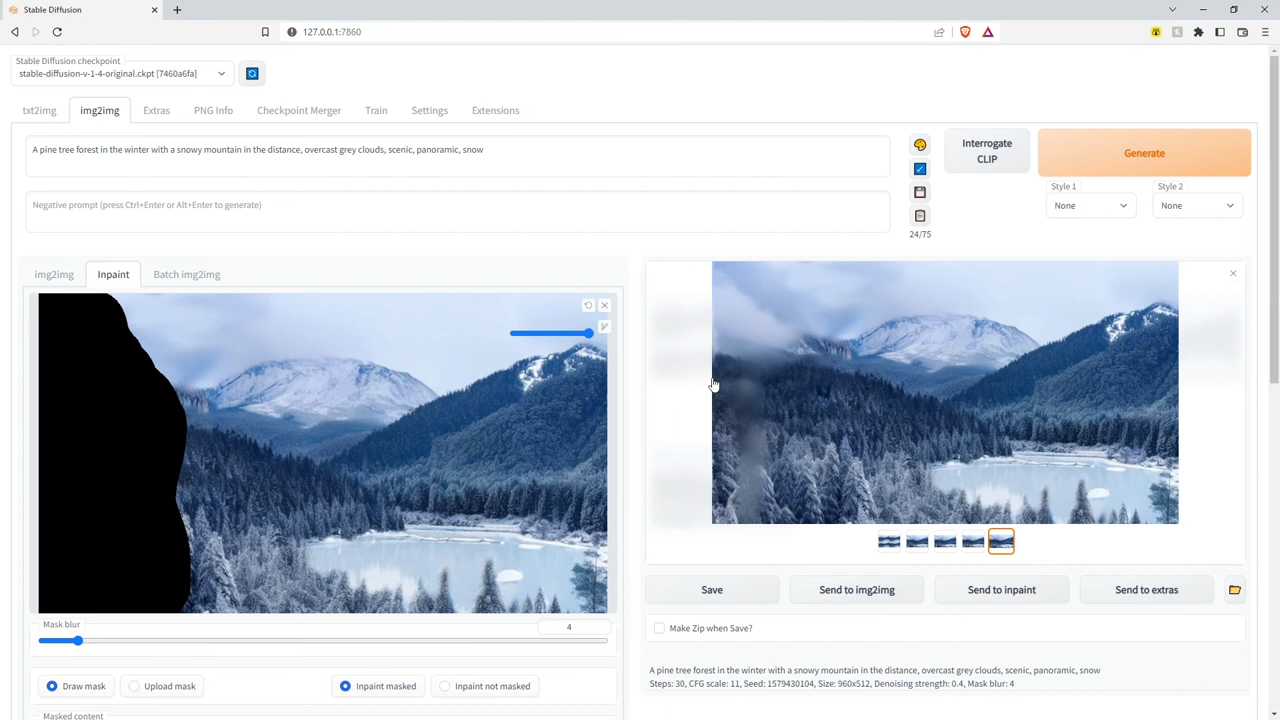 Stable Diffusion
127.0.0.1:7860
Stable Diffusion checkpoint
stable-diffusion-v-1-4-original.ckpt [7460a6fa]
txt2img
img2img
Extras
PNG Info
Checkpoint Merger
Train
Settings
Extensions
A pine tree forest in the winter with a snowy mountain in the distance, overcast grey clouds, scenic, panoramic, snow
Interrogate
CLIP
Generate
Style 1
Style 2
None
None
Negative prompt (press Ctrl+Enter or Alt+Enter to generate)
24/75
img2img
Inpaint
Batch img2img
Mask blur
4
Draw mask
Upload mask
Inpaint masked
Inpaint not masked
Masked content
Save
Send to img2img
Send to inpaint
Send to extras
Make Zip when Save?
A pine tree forest in the winter with a snowy mountain in the distance, overcast grey clouds, scenic, panoramic, snow
Steps: 30, CFG scale: 11, Seed: 1579430104, Size: 960x512, Denoising strength: 0.4, Mask blur: 4